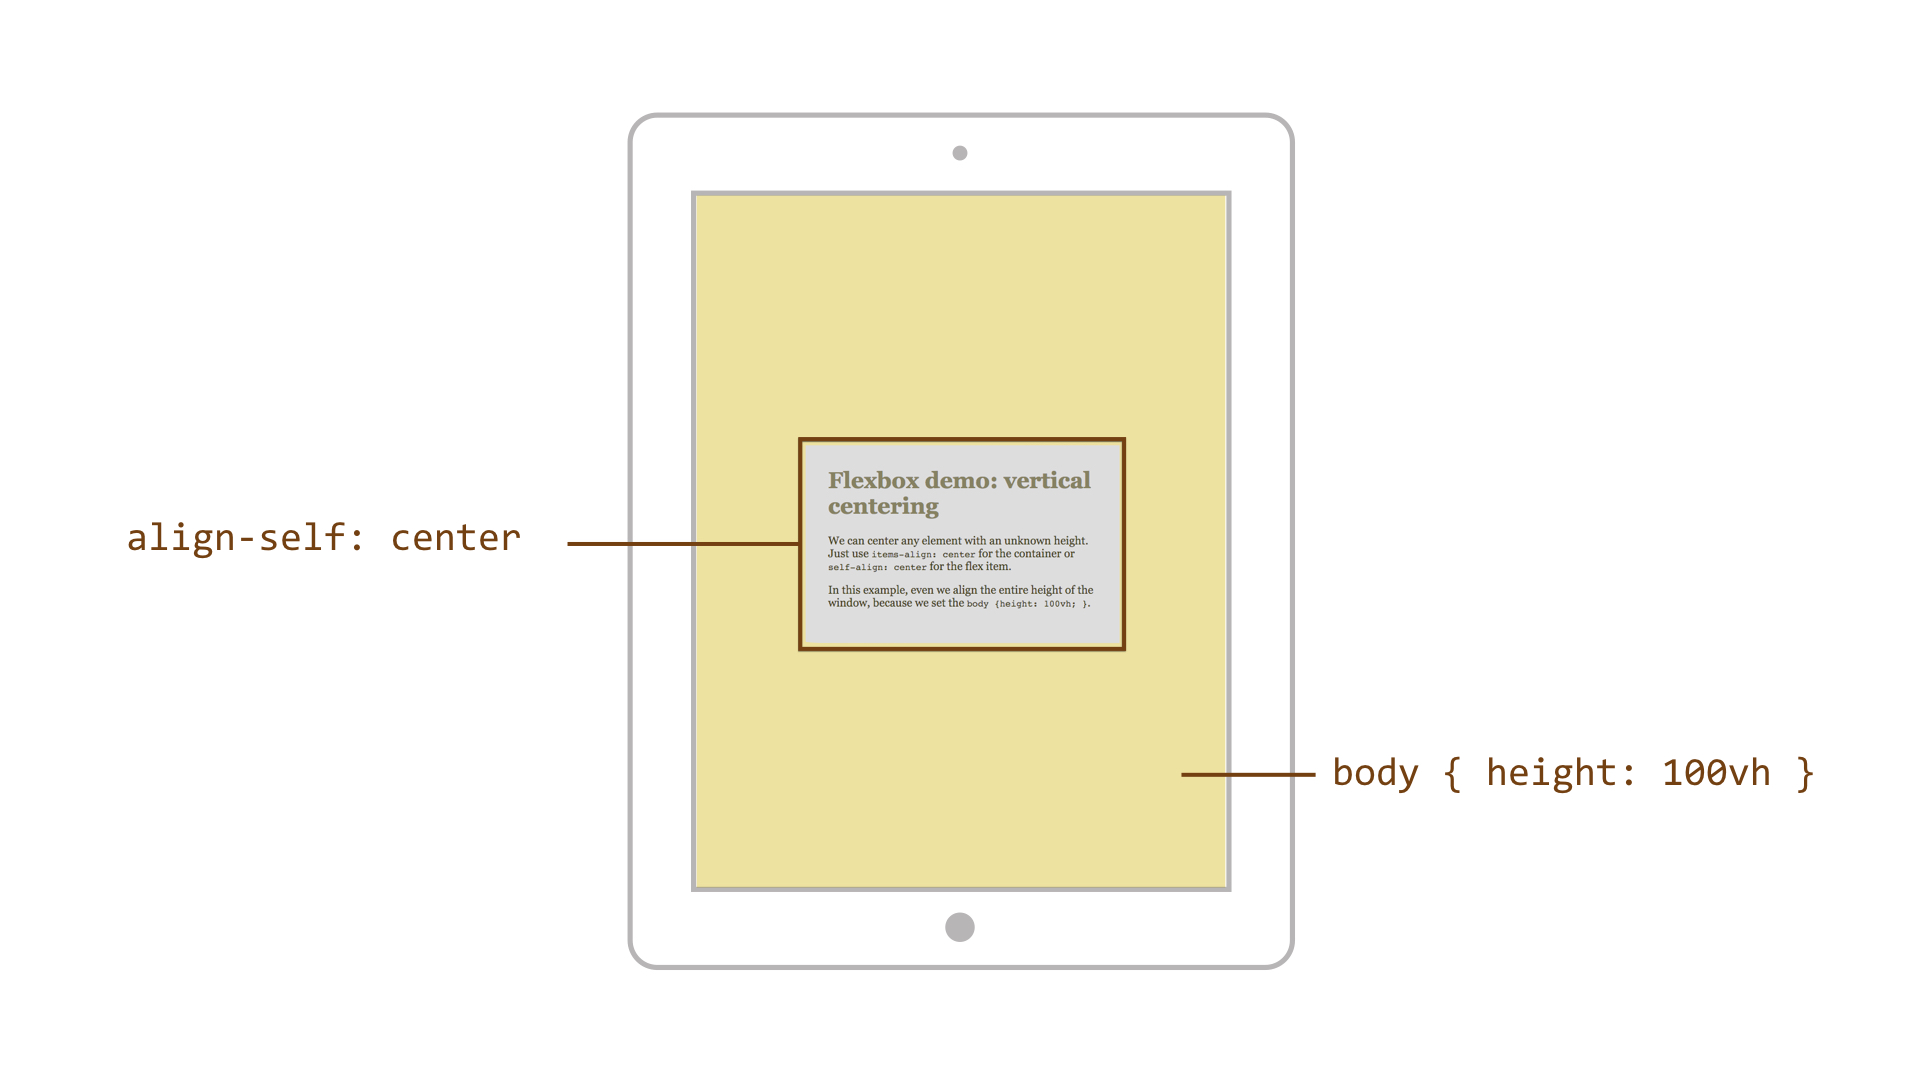 Flexbox demo: vertical
centering
We can center any element with an unknown height.
Just use items-align: center for the container or
self-align: center for the flex item.
In this example, even we align the entire height of the
window, because we set the body {height: 100vh; }.
align-self: center
body { height: 100vh }